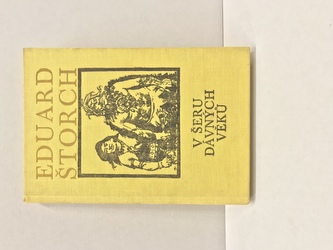 EDUARD
ŠTORCH
V ŠERU
DÁVNÝCH
VĚKŮ